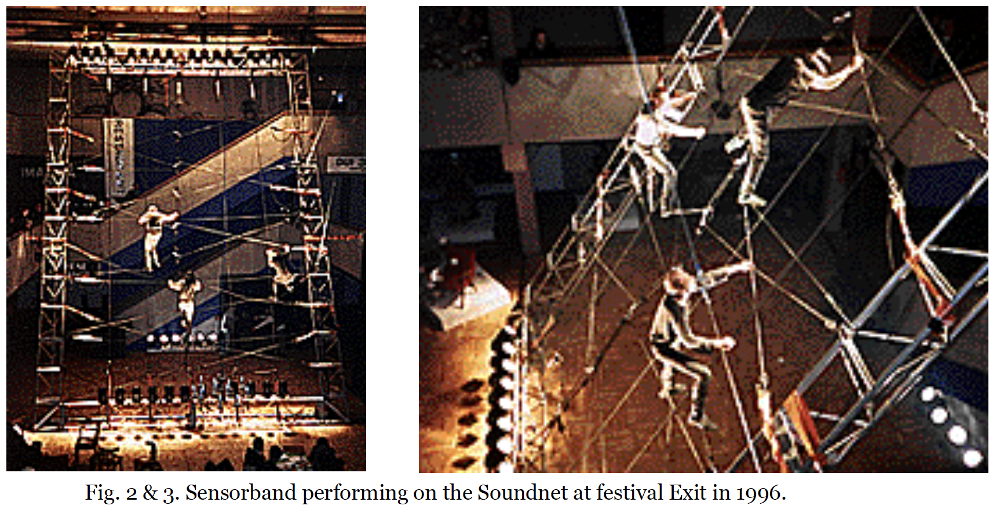 Fig. 2 & 3. Sensorband performing on the Soundnet at festival Exit in 1996.